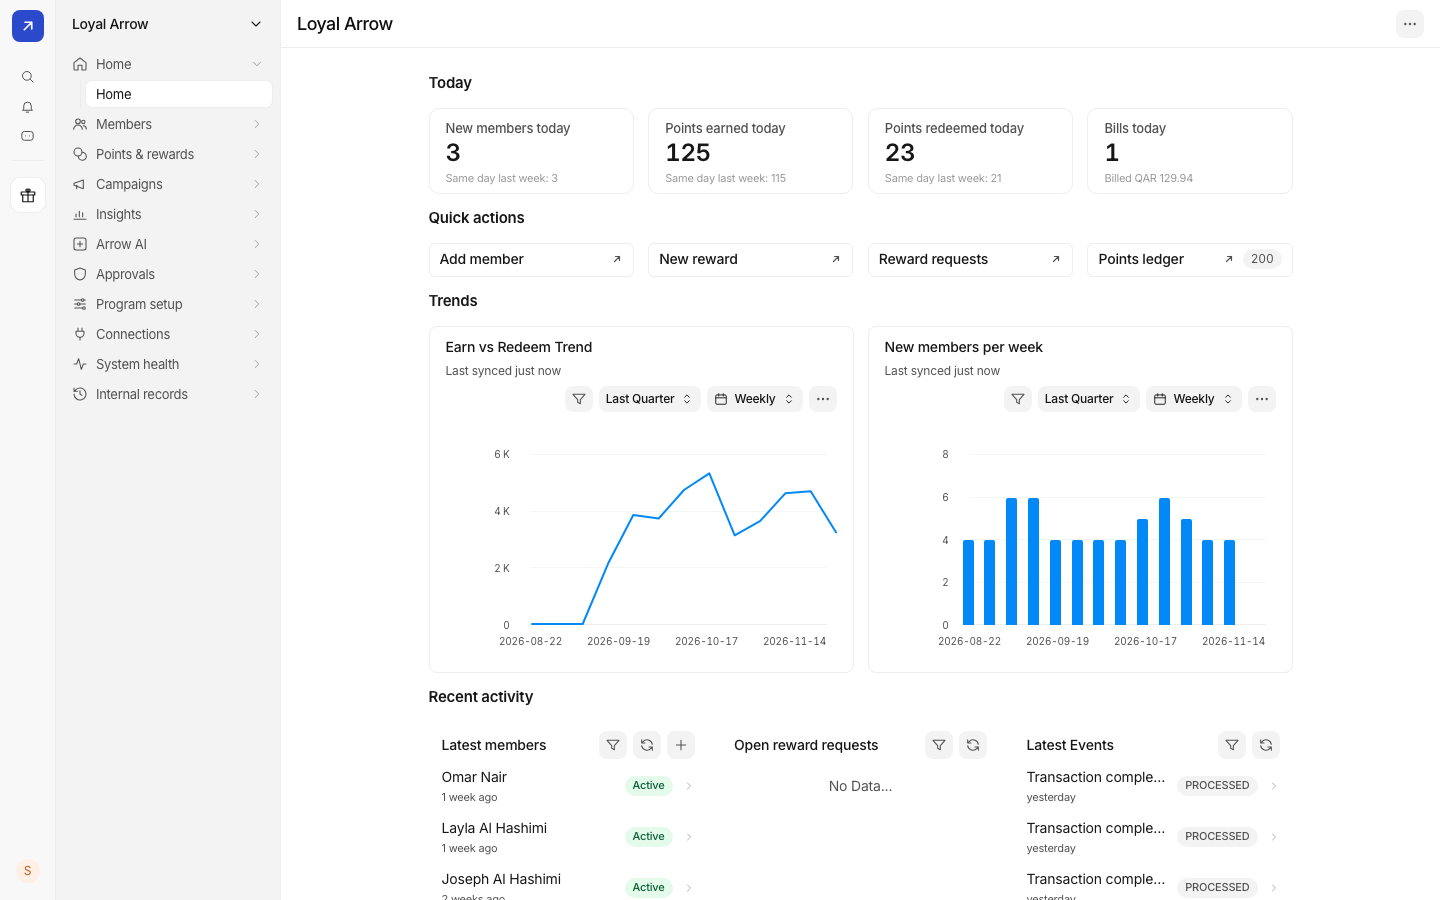 Loyal Arrow
Home
Home
Members
Points & rewards
Campaigns
Insights
Arrow AI
Approvals
Program setup
Connections
System health
Internal records
S
Loyal Arrow
Today
New members today
3
Same day last week: 3
Points earned today
125
Same day last week: 115
Points redeemed today
23
Same day last week: 21
Bills today
1
Billed QAR 129.94
Quick actions
Add member
New reward
Reward requests
Points ledger 200
Trends
Earn vs Redeem Trend
Last synced just now
Last Quarter Weekly
6 K
4 K
2 K
0
2026-08-22 2026-09-19 2026-10-17 2026-11-14
New members per week
Last synced just now
Last Quarter Weekly
8
6
4
2
0
2026-08-22 2026-09-19 2026-10-17 2026-11-14
Recent activity
Latest members
Omar Nair Active
1 week ago
Layla Al Hashimi Active
1 week ago
Joseph Al Hashimi Active
2 weeks ago
Open reward requests
No Data...
Latest Events
Transaction comple... PROCESSED
yesterday
Transaction comple... PROCESSED
yesterday
Transaction comple... PROCESSED
yesterday